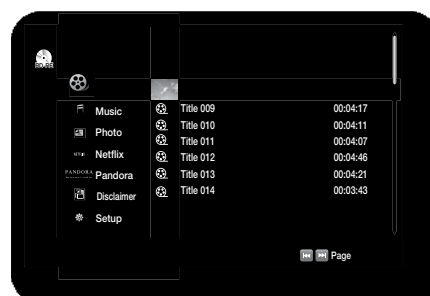 BD-RE
Music
Photo
Netflix
PANDORA Pandora
Disclaimer
Setup
Title 009 00:04:17
Title 010 00:04:11
Title 011 00:04:07
Title 012 00:04:46
Title 013 00:04:21
Title 014 00:03:43
Page